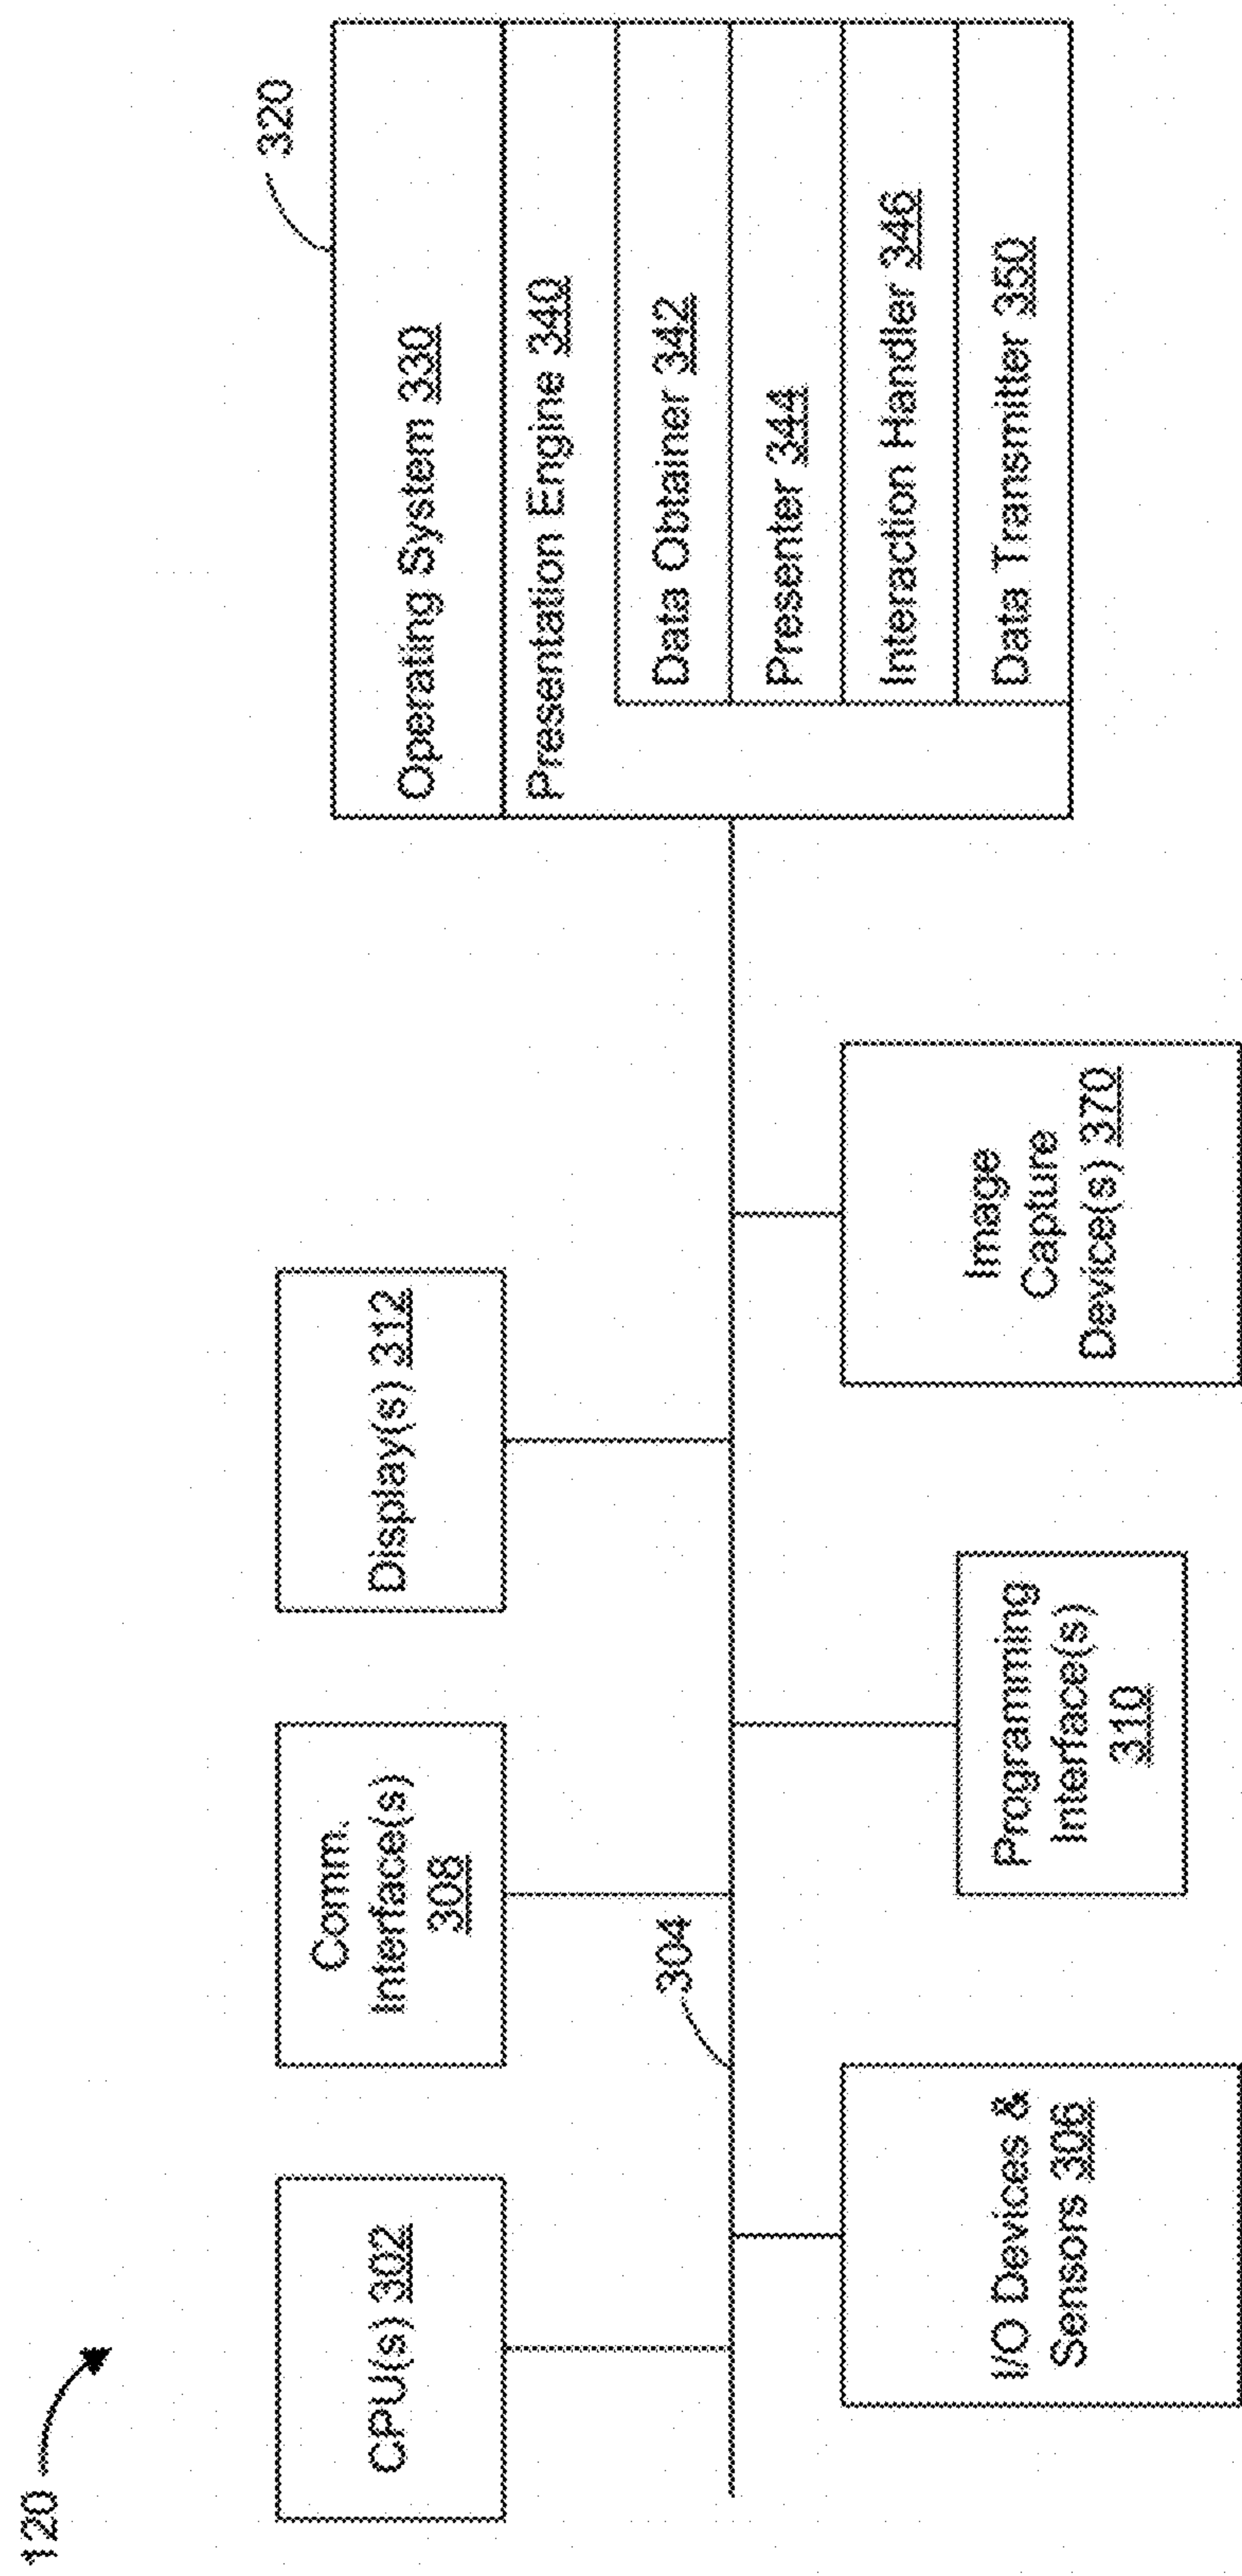 120
CPU(s) 302
Comm.
Interface(s)
308
Display(s) 312
304
I/O Devices &
Sensors 306
Programming
Interface(s)
310
Image
Capture
Device(s) 370
320
Operating System 330
Presentation Engine 340
Data Obtainer 342
Presenter 344
Interaction Handler 346
Data Transmitter 350